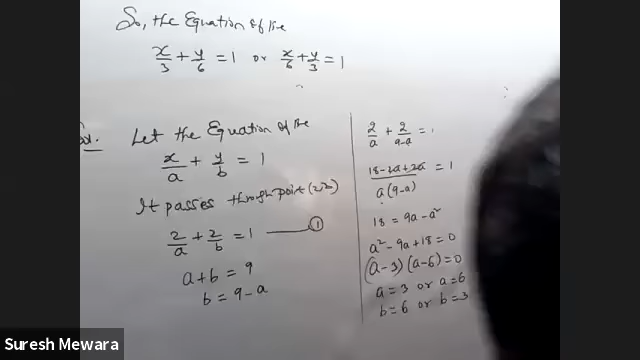 So, the Equation of line
x/3 + y/6 = 1 or x/6 + y/3 = 1
Let the Equation of line
x/a + y/b = 1
It passes through point (2,
2/a + 2/b = 1 ——— ①
a + b = 9
b = 9 - a
2/a + 2/(9-a) = 1
(18 - 2a + 2a)/(a(9-a)) = 1
18 = 9a - a²
a² - 9a + 18 = 0
(a-3) (a-6) = 0
a = 3 or a = 6
b = 6 or b = 3
Suresh Mewara